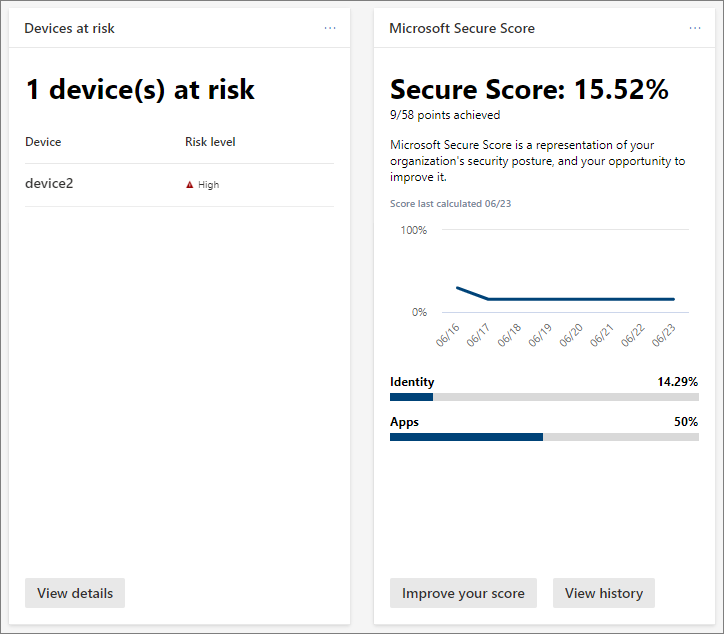 Devices at risk
...
1 device(s) at risk
Device Risk level
device2 High
View details
Microsoft Secure Score
...
Secure Score: 15.52%
9/58 points achieved
Microsoft Secure Score is a representation of your
organization's security posture, and your opportunity to
improve it.
Score last calculated 06/23
100%
0%
06/16 06/17 06/18 06/19 06/20 06/21 06/22 06/23
Identity 14.29%
Apps 50%
Improve your score View history